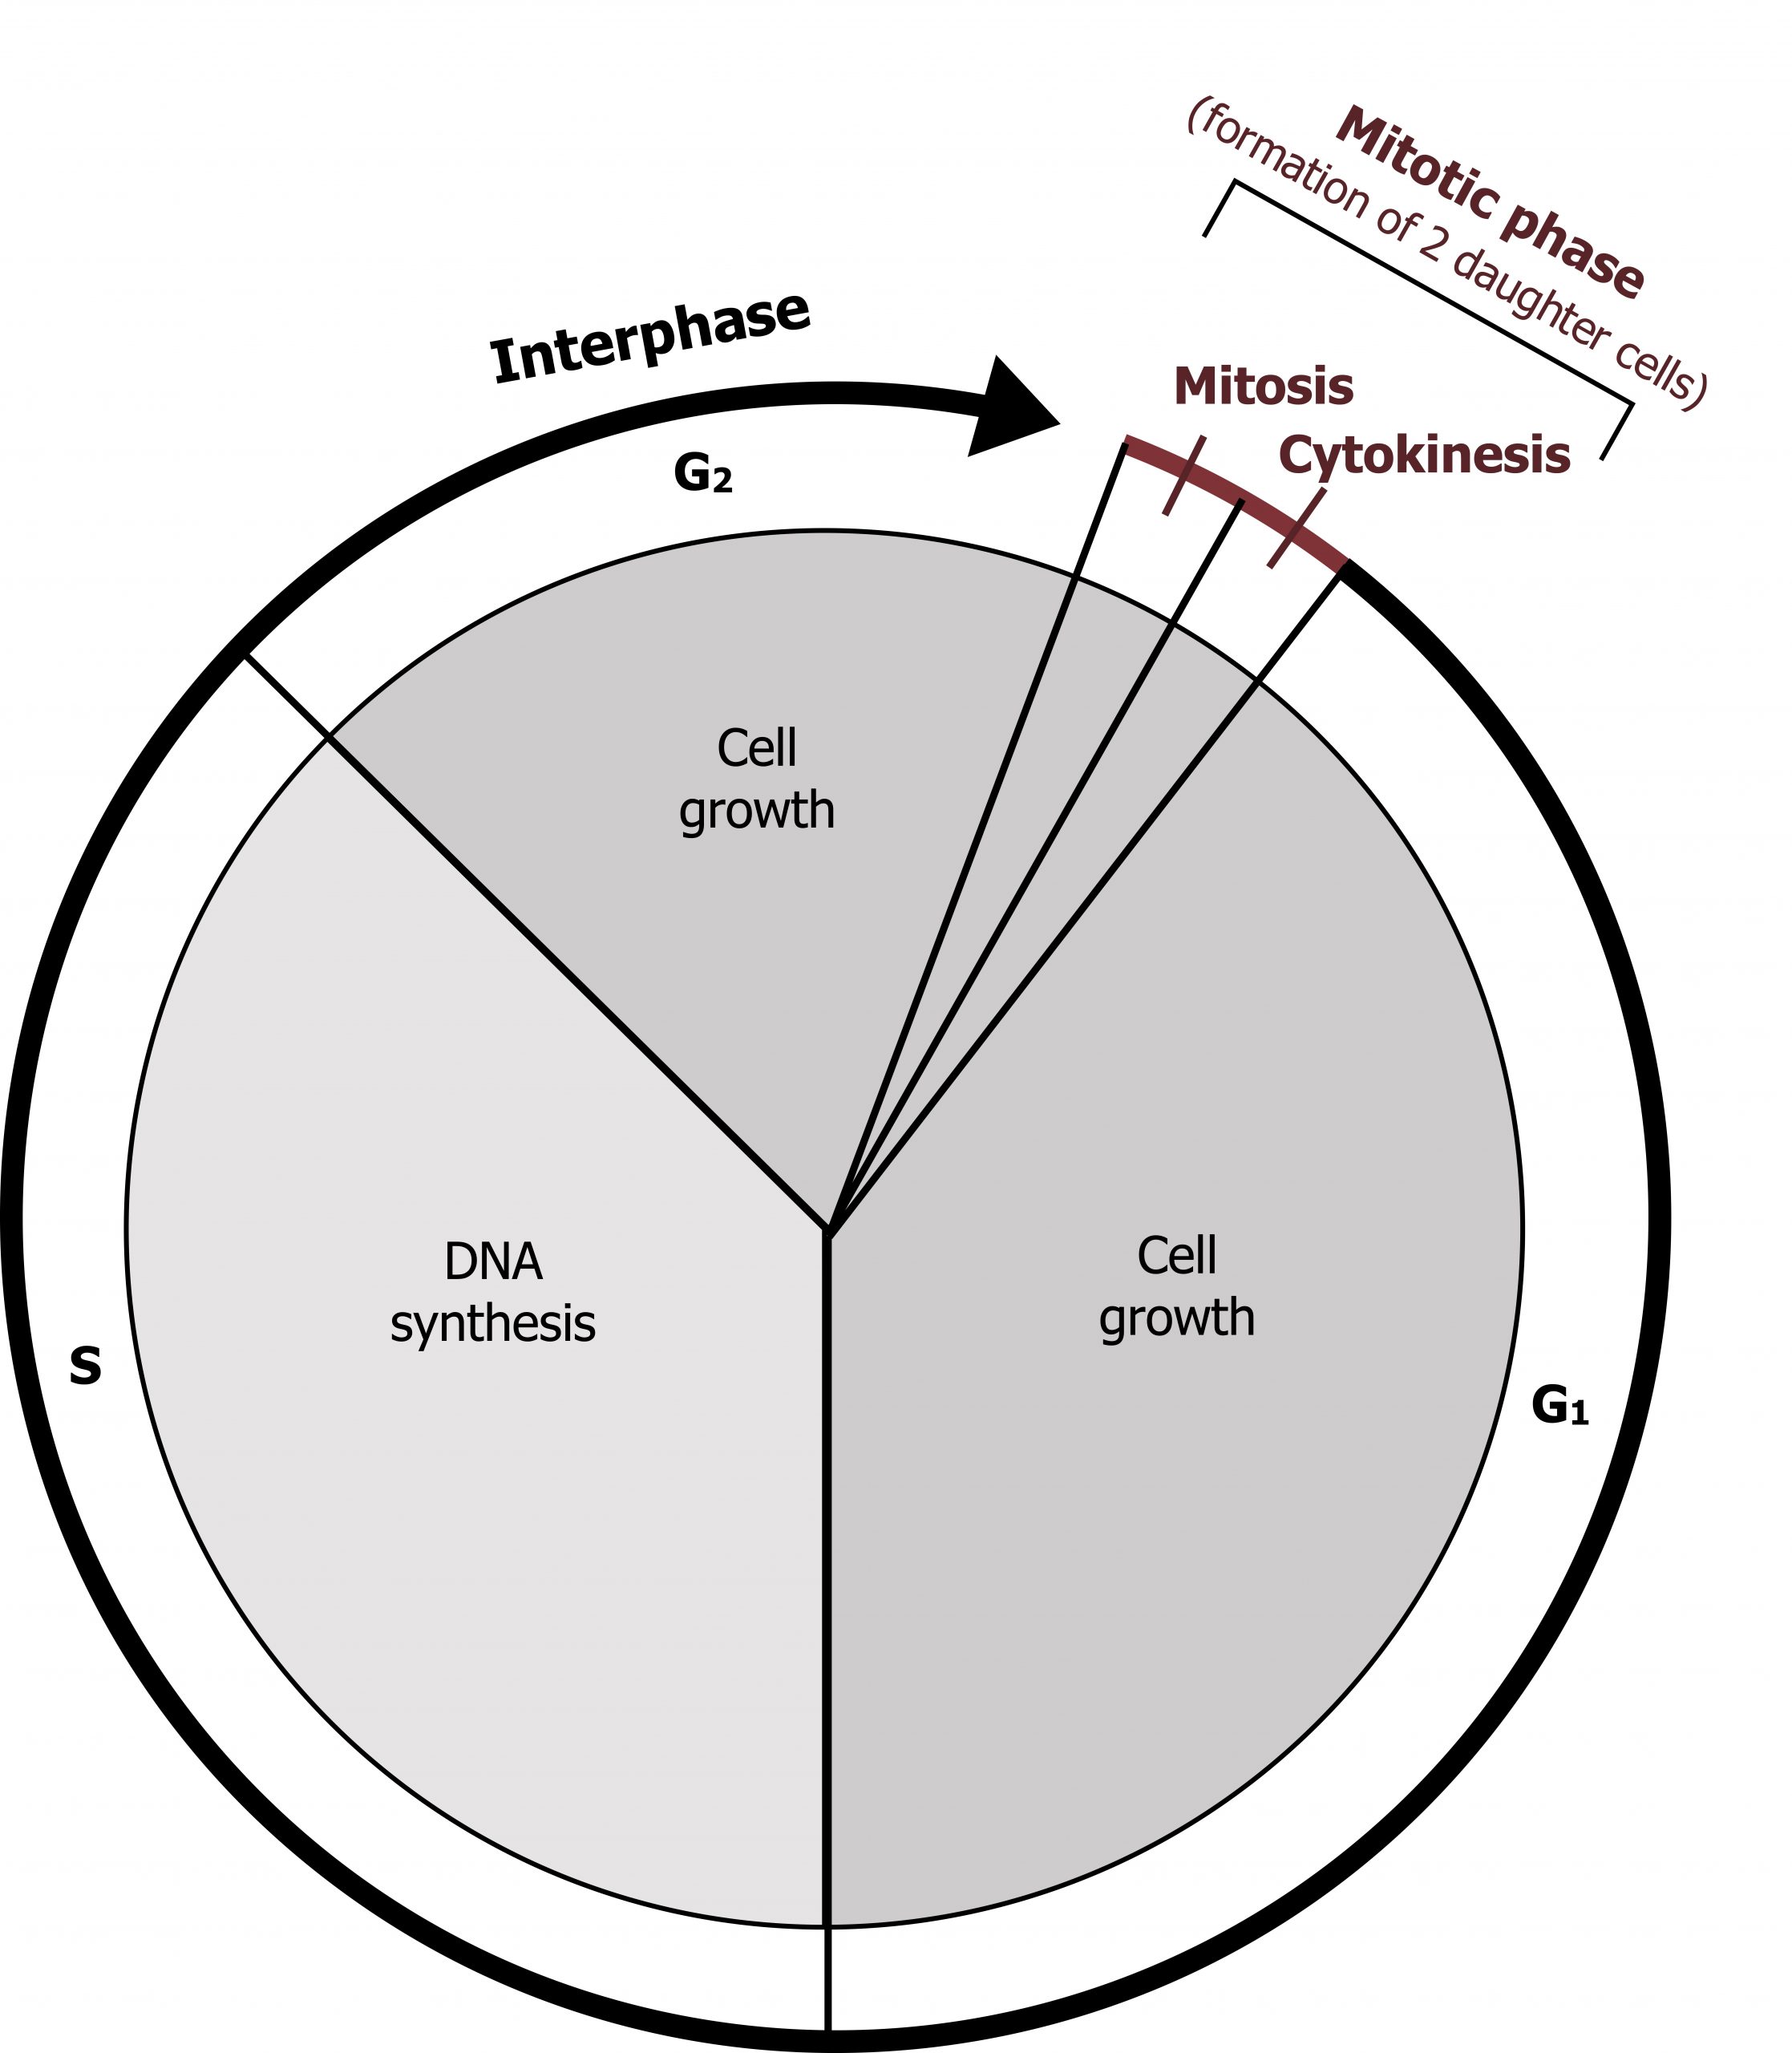 Mitotic phase
(formation of 2 daughter cells)
Interphase
Mitosis
Cytokinesis
G2
Cell
growth
DNA
synthesis
Cell
growth
S
G1